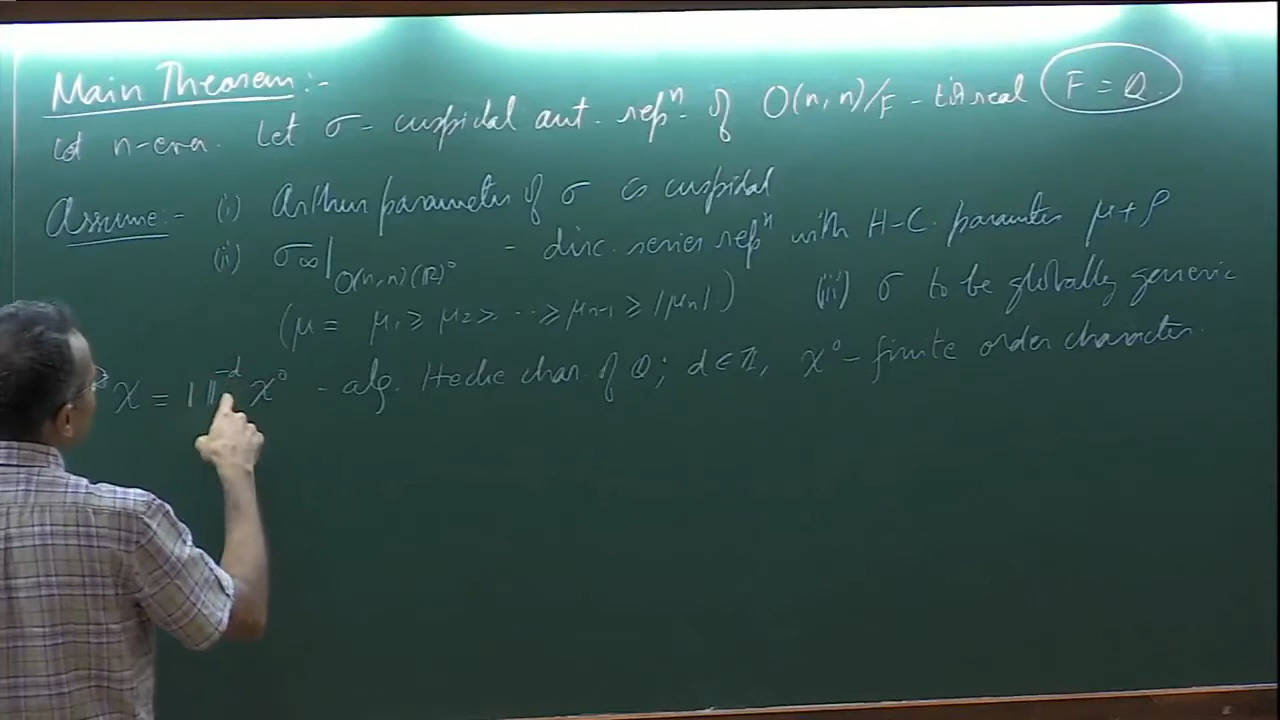 Main Theorem:-
Let n-even. Let σ - cuspidal aut. repⁿ. of O(n,n)/F - tot real (F = ℚ.)
Assume:- (i) Arthur parameter of σ is cuspidal
(ii) σ∞|O(n,n)(ℝ)° - disc. series repⁿ with H-C. parameter μ+ρ
(μ = μ₁ ≥ μ₂ ≥ ... ≥ μₙ₋₁ ≥ |μₙ|) (iii) σ to be globally generic
χ = | |⁻ᵈ χ° - alg. Hecke char of ℚ; d ∈ ℤ, χ° - finite order character.